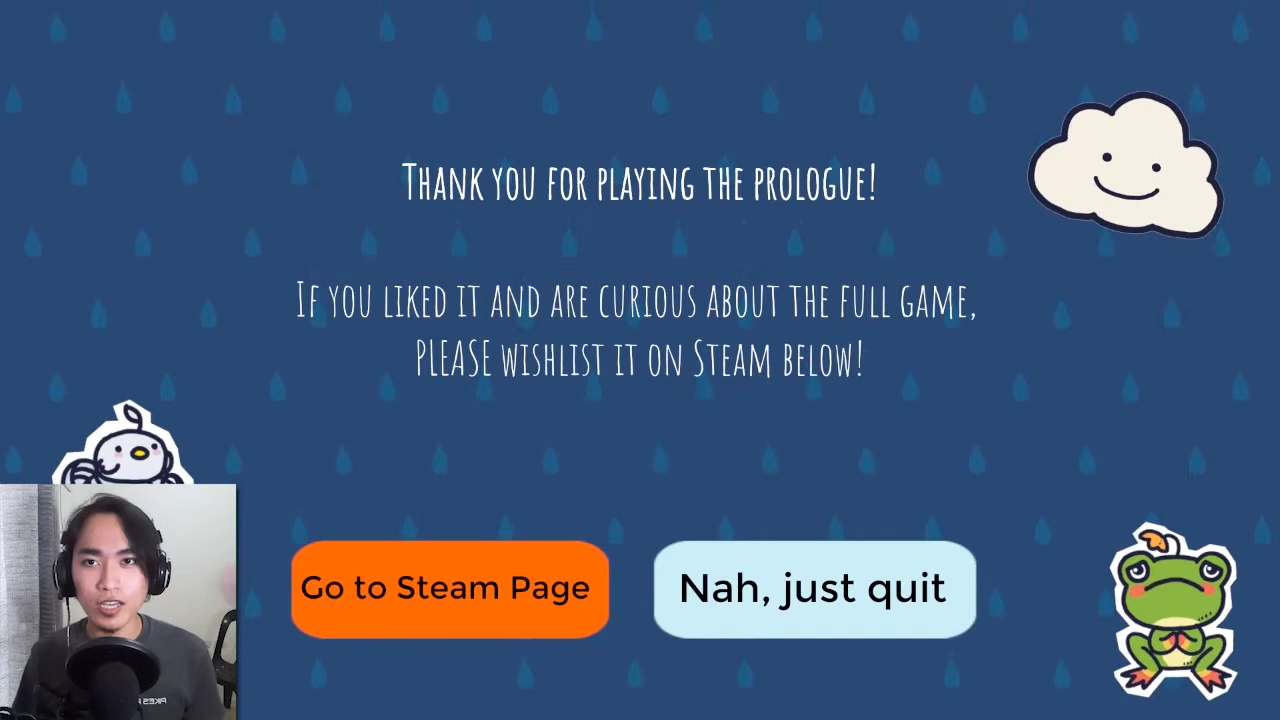 THANK YOU FOR PLAYING THE PROLOGUE!
IF YOU LIKED IT AND ARE CURIOUS ABOUT THE FULL GAME,
PLEASE WISHLIST IT ON STEAM BELOW!
Go to Steam Page
Nah, just quit